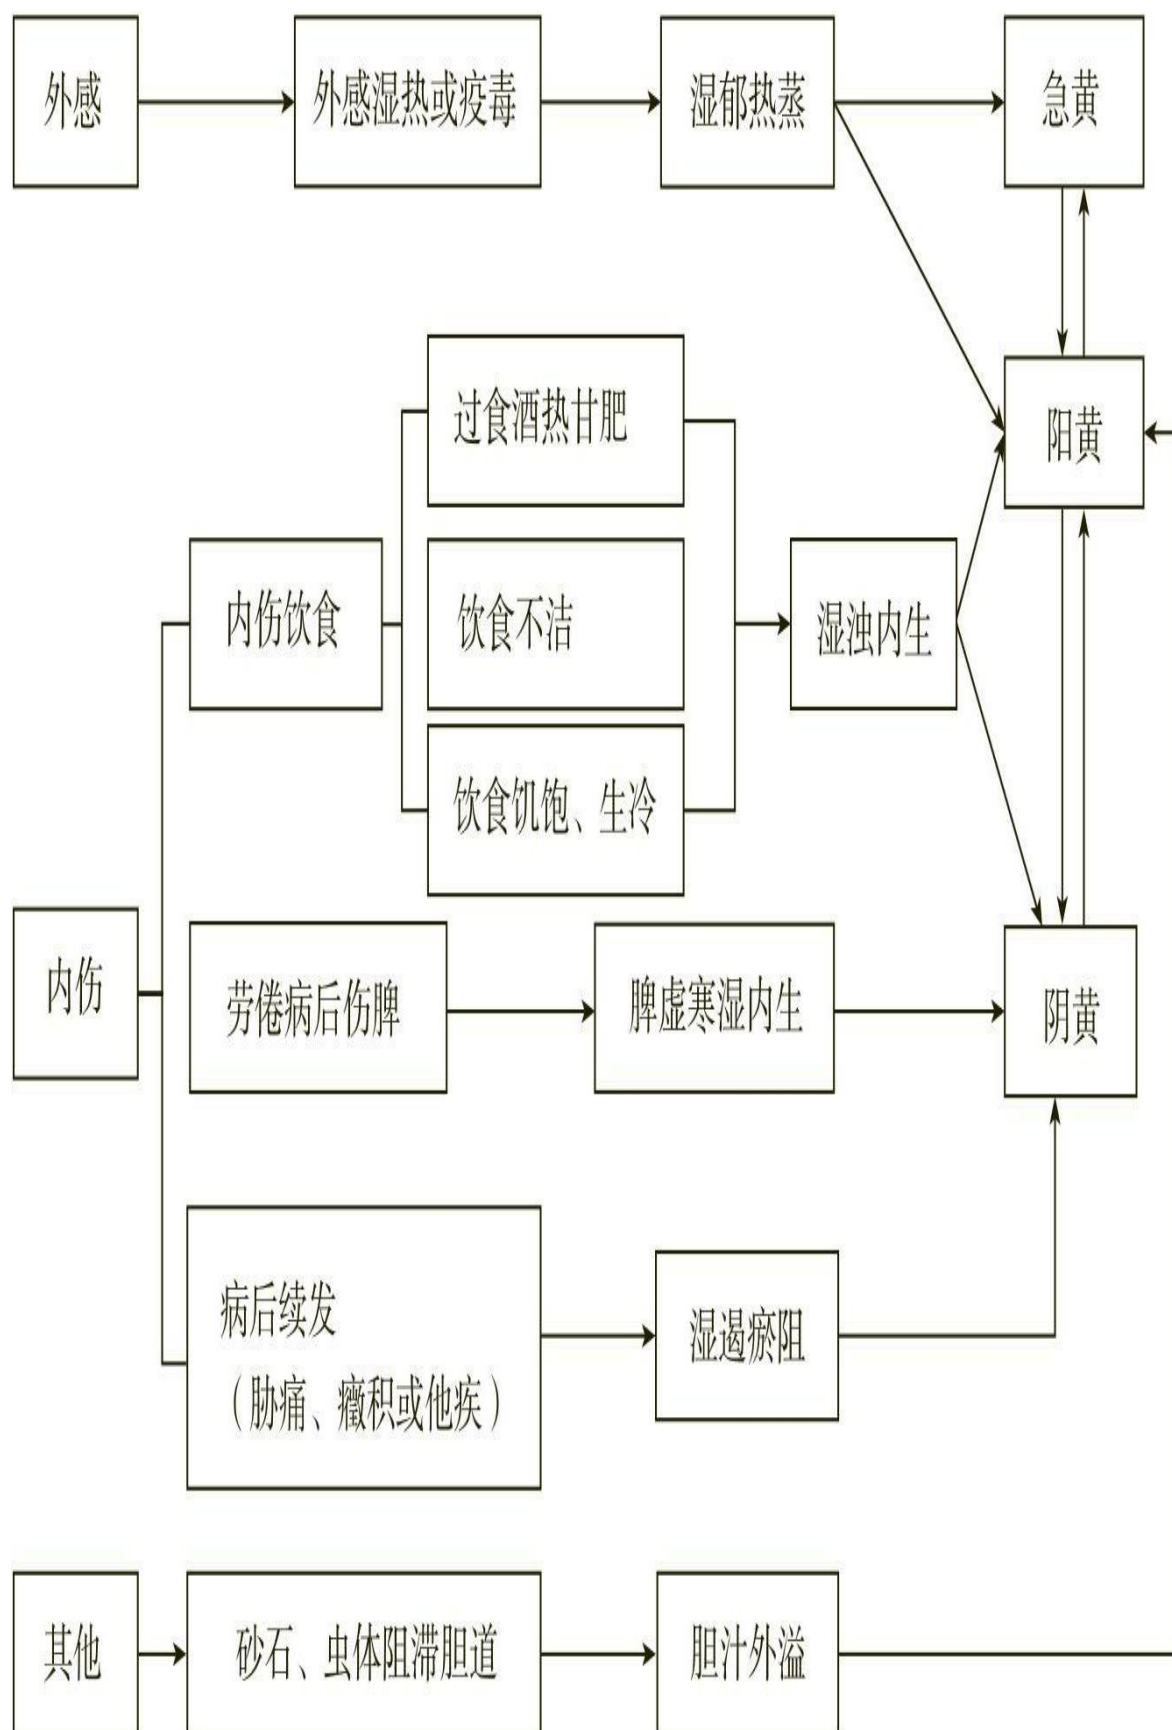 外感
外感湿热或疫毒
湿郁热蒸
急黄
过食酒热甘肥
阳黄
内伤饮食
饮食不洁
湿浊内生
饮食饥饱、生冷
内伤
劳倦病后伤脾
脾虚寒湿内生
阴黄
病后续发
（胁痛、癥积或他疾）
湿遏瘀阻
其他
砂石、虫体阻滞胆道
胆汁外溢